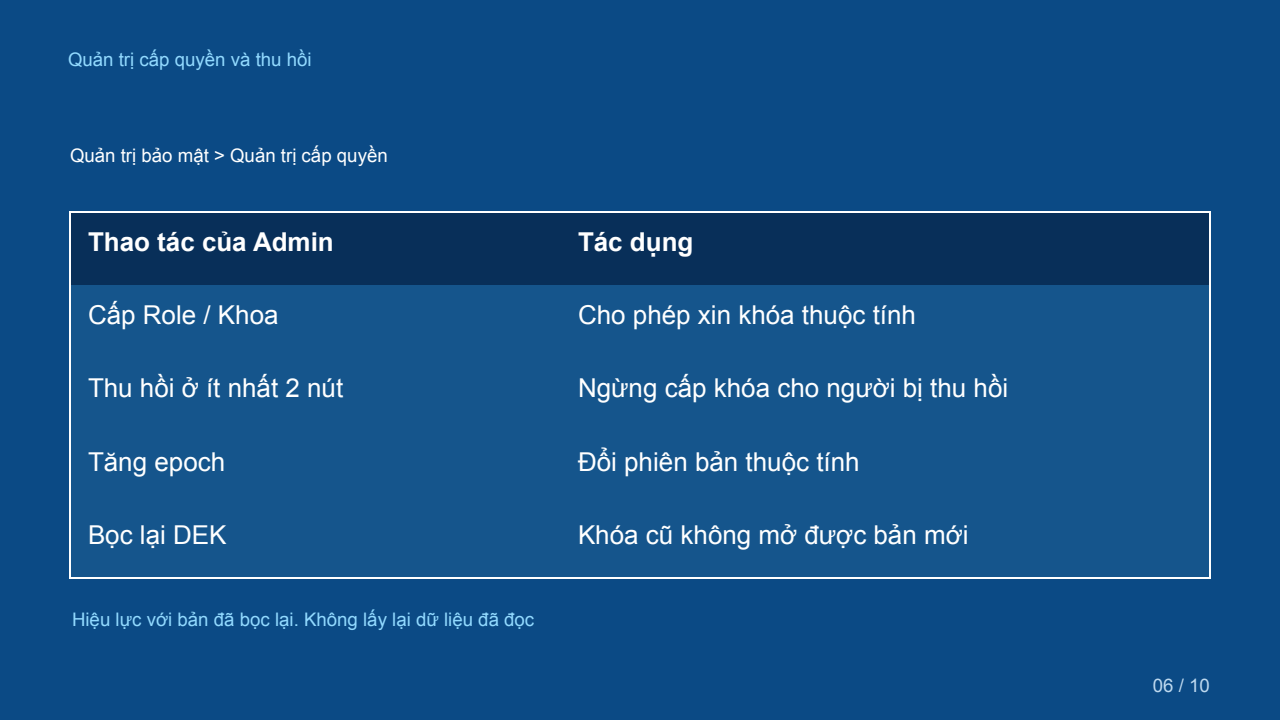 Quản trị cấp quyền và thu hồi
Quản trị bảo mật > Quản trị cấp quyền
Thao tác của Admin Tác dụng
Cấp Role / Khoa Cho phép xin khóa thuộc tính
Thu hồi ở ít nhất 2 nút Ngừng cấp khóa cho người bị thu hồi
Tăng epoch Đổi phiên bản thuộc tính
Bọc lại DEK Khóa cũ không mở được bản mới
Hiệu lực với bản đã bọc lại. Không lấy lại dữ liệu đã đọc
06 / 10